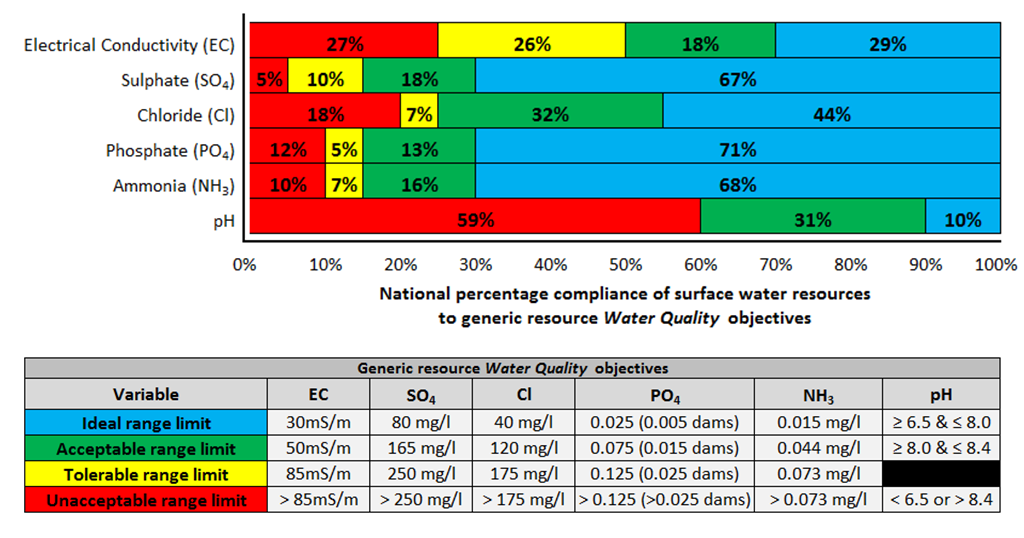 Electrical Conductivity (EC) 27% 26% 18% 29%
Sulphate (SO₄) 5% 10% 18% 67%
Chloride (Cl) 18% 7% 32% 44%
Phosphate (PO₄) 12% 5% 13% 71%
Ammonia (NH₃) 10% 7% 16% 68%
pH 59% 31% 10%
0% 10% 20% 30% 40% 50% 60% 70% 80% 90% 100%
National percentage compliance of surface water resources
to generic resource Water Quality objectives
Generic resource Water Quality objectives
Variable EC SO₄ Cl PO₄ NH₃ pH
Ideal range limit 30mS/m 80 mg/l 40 mg/l 0.025 (0.005 dams) 0.015 mg/l ≥ 6.5 & ≤ 8.0
Acceptable range limit 50mS/m 165 mg/l 120 mg/l 0.075 (0.015 dams) 0.044 mg/l ≥ 8.0 & ≤ 8.4
Tolerable range limit 85mS/m 250 mg/l 175 mg/l 0.125 (0.025 dams) 0.073 mg/l
Unacceptable range limit > 85mS/m > 250 mg/l > 175 mg/l > 0.125 (>0.025 dams) > 0.073 mg/l < 6.5 or > 8.4